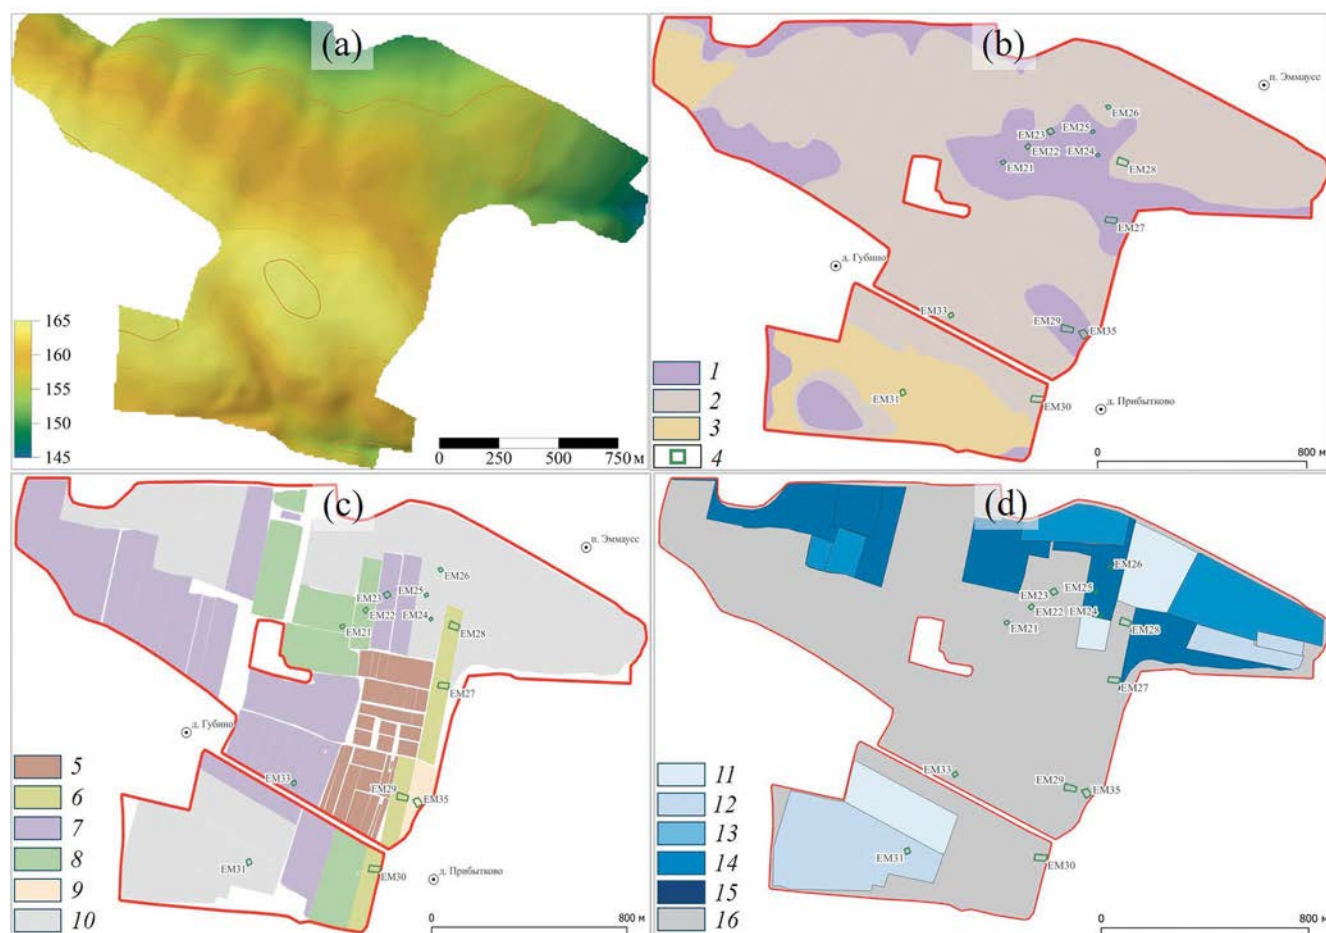 (a)
165
160
155
150
145
0 250 500 750 м
(b)
п. Эммаусс
EM26
EM25
EM23
EM22
EM24
EM21
EM28
EM27
д. Губино
EM33
EM29
EM35
EM31
EM30
д. Прибытково
1
2
3
4
0 800 м
(c)
п. Эммаусс
EM26
EM25
EM23
EM22
EM24
EM21
EM28
EM27
д. Губино
EM33
EM29
EM35
EM31
EM30
д. Прибытково
5
6
7
8
9
10
0 800 м
(d)
EM26
EM25
EM23
EM22
EM24
EM21
EM28
EM27
EM33
EM29
EM35
EM31
EM30
11
12
13
14
15
16
0 800 м